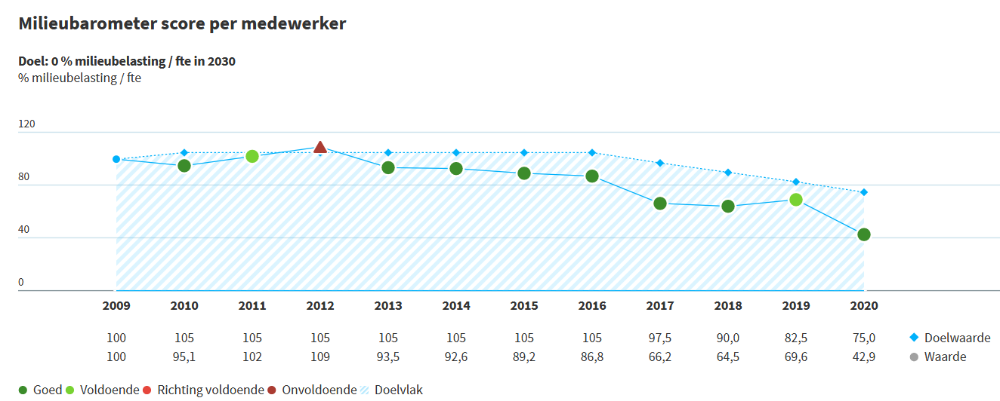 Milieubarometer score per medewerker
Doel: 0 % milieubelasting / fte in 2030
% milieubelasting / fte
120
80
40
0
2009 2010 2011 2012 2013 2014 2015 2016 2017 2018 2019 2020
100 105 105 105 105 105 105 105 97,5 90,0 82,5 75,0 Doelwaarde
100 95,1 102 109 93,5 92,6 89,2 86,8 66,2 64,5 69,6 42,9 Waarde
Goed Voldoende Richting voldoende Onvoldoende Doelvlak